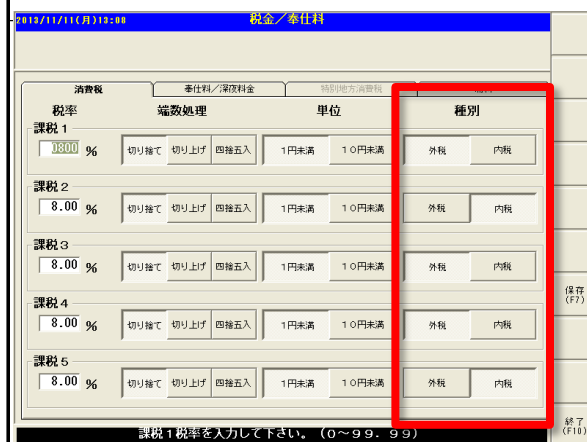 2013/11/11(月)13:08 税金／奉仕料
消費税 奉仕料／深夜料金 特別地方消費税
税率 端数処理 単位 種別
課税１
0800 % 切り捨て 切り上げ 四捨五入 １円未満 １０円未満 外税 内税
課税２
8.00 % 切り捨て 切り上げ 四捨五入 １円未満 １０円未満 外税 内税
課税３
8.00 % 切り捨て 切り上げ 四捨五入 １円未満 １０円未満 外税 内税
保存
(F7)
課税４
8.00 % 切り捨て 切り上げ 四捨五入 １円未満 １０円未満 外税 内税
課税５
8.00 % 切り捨て 切り上げ 四捨五入 １円未満 １０円未満 外税 内税
課税１税率を入力して下さい。（０～９９．９９）
終了
(F10)